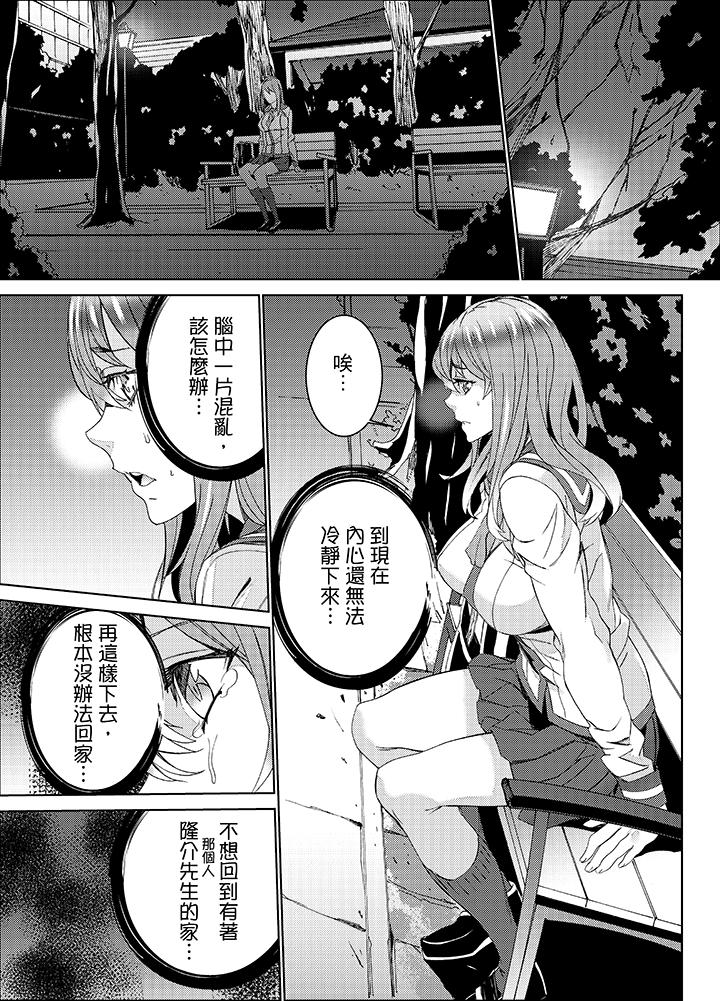 唉…
到現在
內心還無法
冷靜下來…
腦中一片混亂，
該怎麼辦…
再這樣下去，
根本沒辦法回家…
不想回到有著
那個人
隆介先生的家…